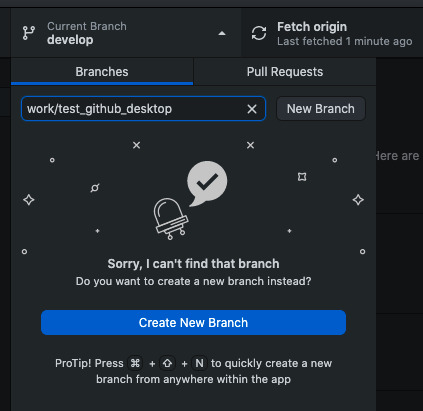 Current Branch
develop
Fetch origin
Last fetched 1 minute ago
Branches
Pull Requests
work/test_github_desktop
New Branch
Here are
Sorry, I can't find that branch
Do you want to create a new branch instead?
Create New Branch
ProTip! Press ⌘ + ⇧ + N to quickly create a new
branch from anywhere within the app